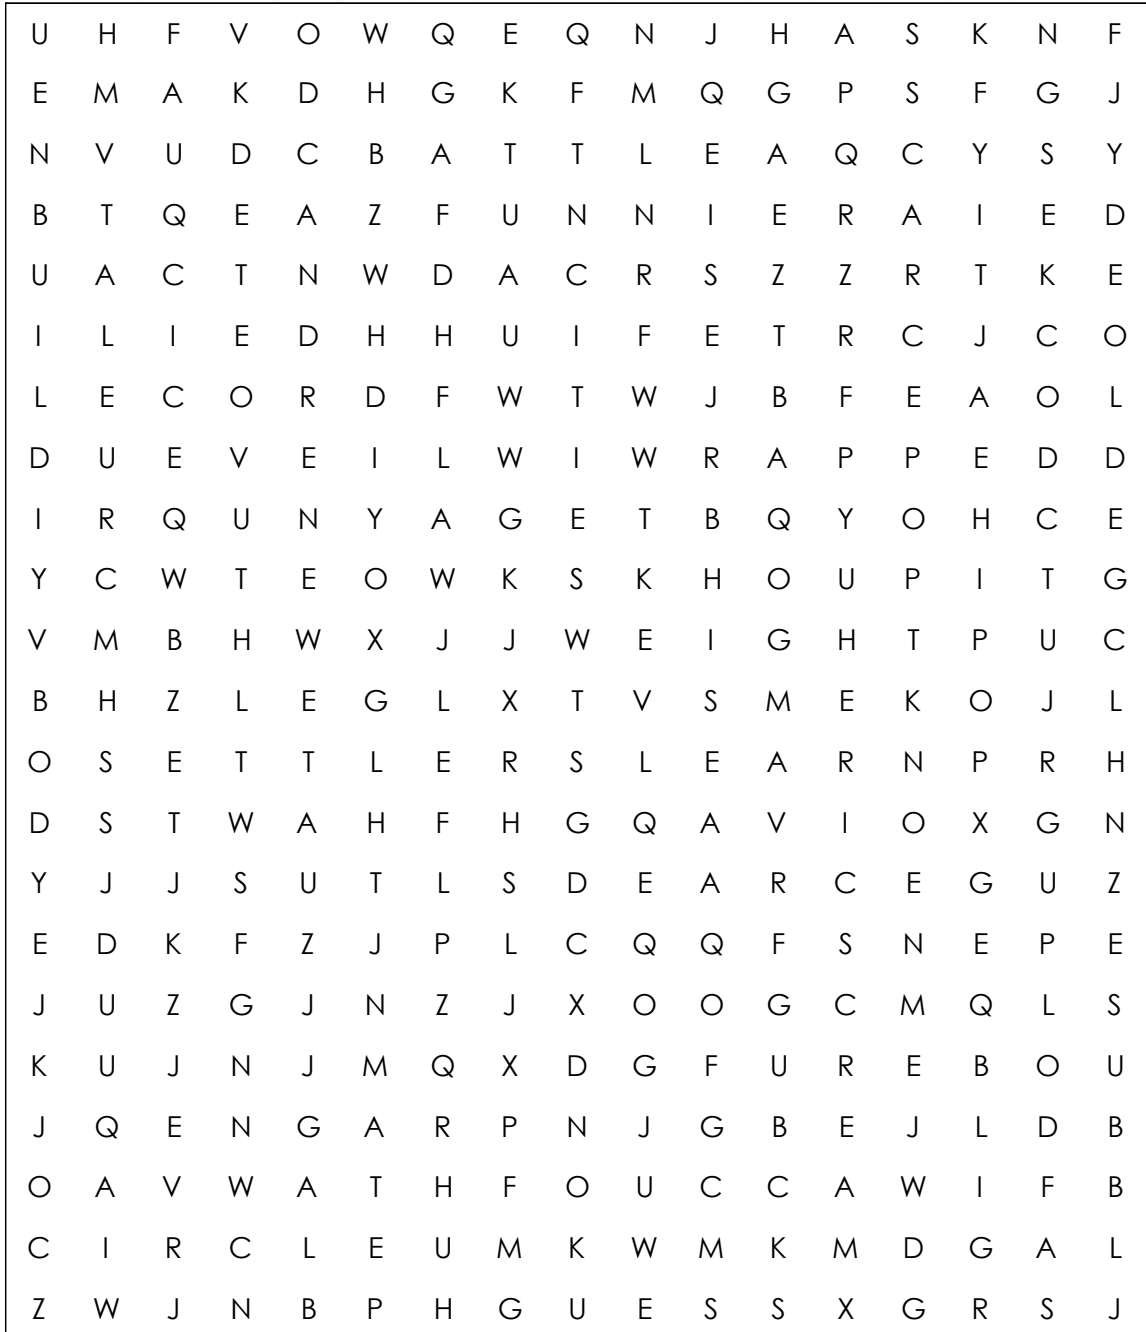 U H F V O W Q E Q N J H A S K N F
E M A K D H G K F M Q G P S F G J
N V U D C B A T T L E A Q C Y S Y
B T Q E A Z F U N N I E R A I E D
U A C T N W D A C R S Z Z R T K E
I L I E D H H U I F E T R C J C O
L E C O R D F W T W J B F E A O L
D U E V E I L W I W R A P P E D D
I R Q U N Y A G E T B Q Y O H C E
Y C W T E O W K S K H O U P I T G
V M B H W X J J W E I G H T P U C
B H Z L E G L X T V S M E K O J L
O S E T T L E R S L E A R N P R H
D S T W A H F H G Q A V I O X G N
Y J J S U T L S D E A R C E G U Z
E D K F Z J P L C Q Q F S N E P E
J U Z G J N Z J X O O G C M Q L S
K U J N J M Q X D G F U R E B O U
J Q E N G A R P N J G B E J L D B
O A V W A T H F O U C C A W I F B
C I R C L E U M K W M K M D G A L
Z W J N B P H G U E S S X G R S J